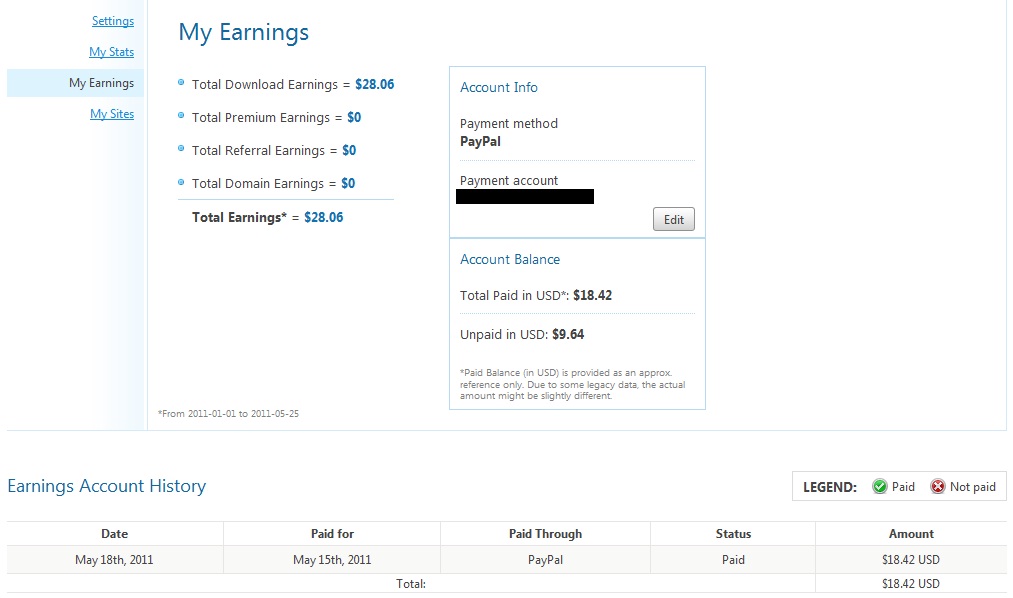 Settings
My Stats
My Earnings
My Sites
My Earnings
Total Download Earnings = $28.06
Total Premium Earnings = $0
Total Referral Earnings = $0
Total Domain Earnings = $0
Total Earnings* = $28.06
*From 2011-01-01 to 2011-05-25
Account Info
Payment method
PayPal
Payment account
Edit
Account Balance
Total Paid in USD*: $18.42
Unpaid in USD: $9.64
*Paid Balance (in USD) is provided as an approx.
reference only. Due to some legacy data, the actual
amount might be slightly different.
Earnings Account History
LEGEND: Paid Not paid
Date Paid for Paid Through Status Amount
May 18th, 2011 May 15th, 2011 PayPal Paid $18.42 USD
Total: $18.42 USD